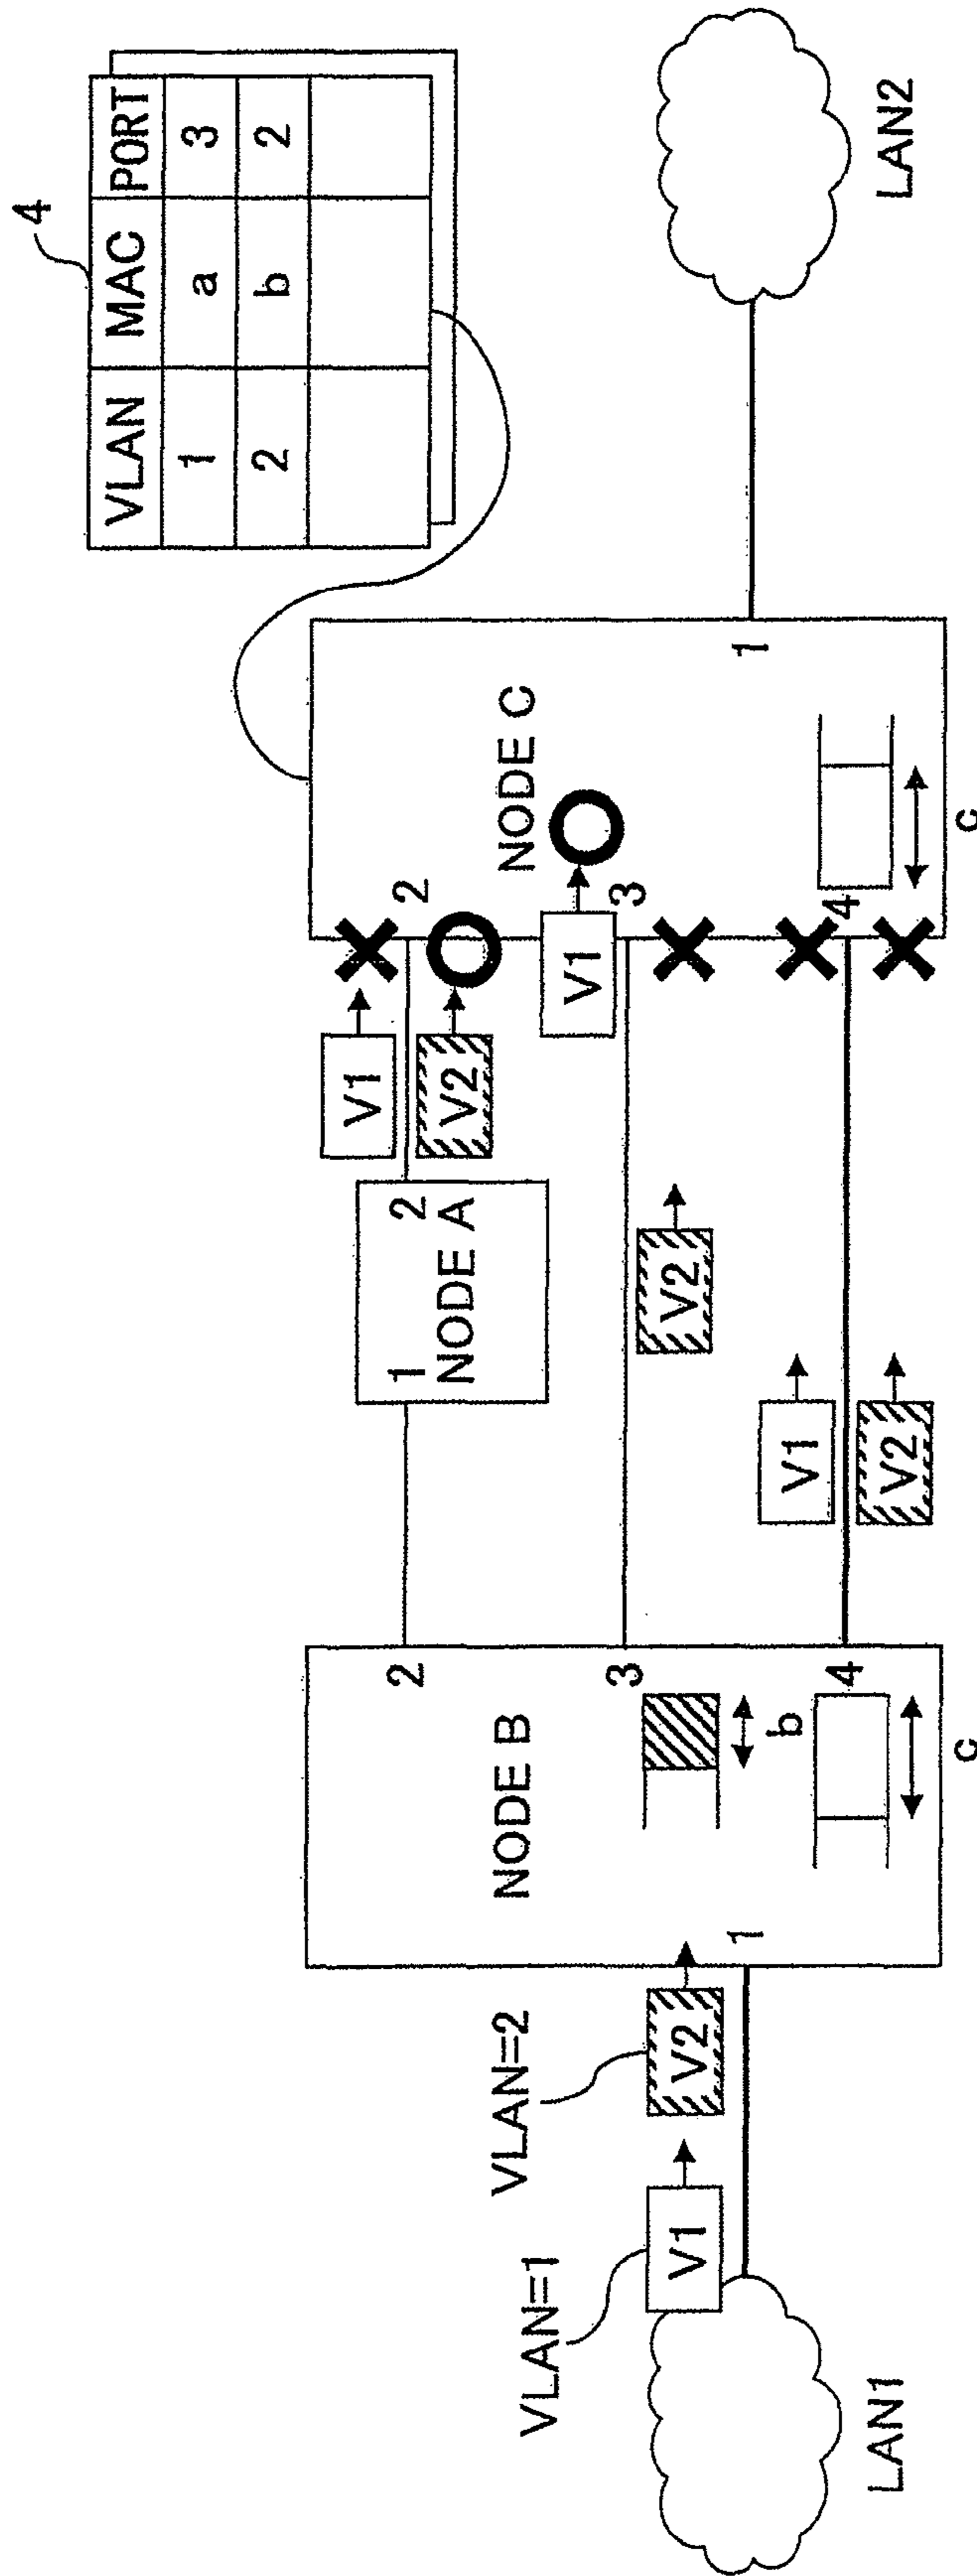 4
VLAN MAC PORT
1 a 3
2 b 2
VLAN=1
VLAN=2
V1
V2
LAN1
NODE B
1
2
3
4
b
c
1 2
NODE A
V1
V2
V2
V1
V2
V1
NODE C
2
3
4
1
c
LAN2